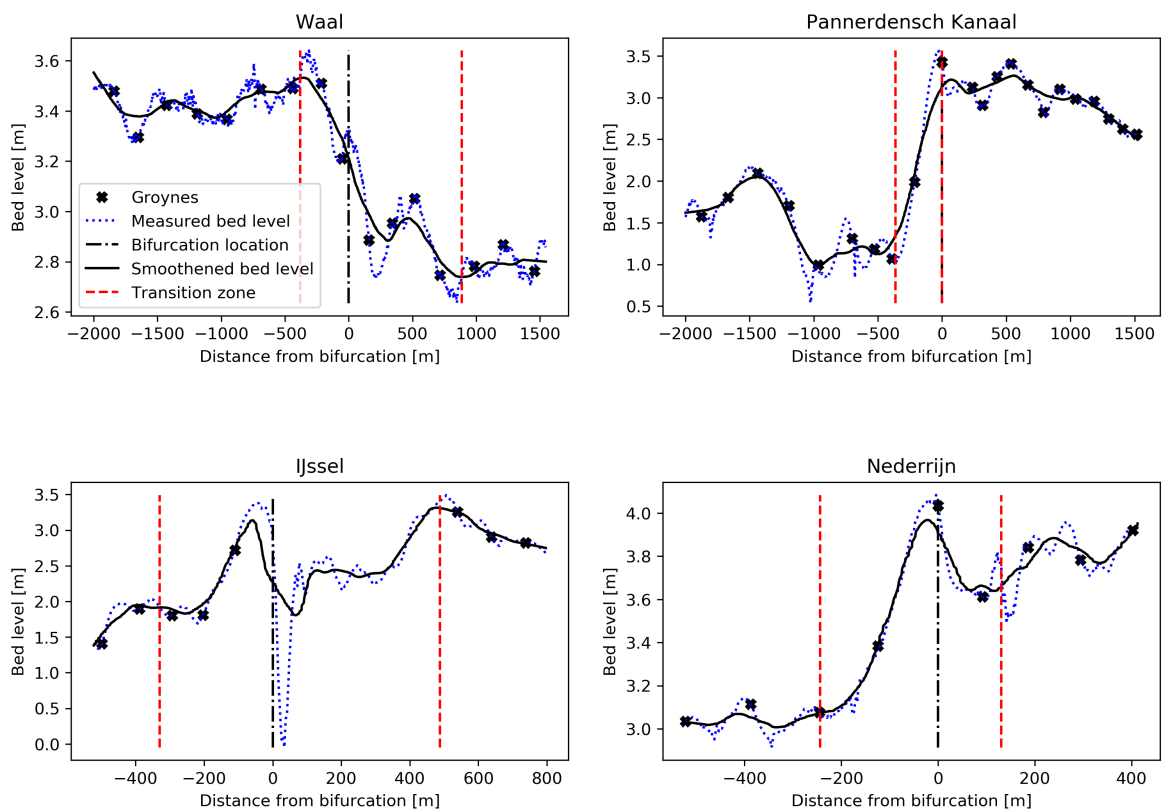 Waal
Pannerdensch Kanaal
3.6
3.4
3.2
3.0
2.8
2.6
Bed level [m]
Groynes
Measured bed level
Bifurcation location
Smoothened bed level
Transition zone
−2000 −1500 −1000 −500 0 500 1000 1500
Distance from bifurcation [m]
3.5
3.0
2.5
2.0
1.5
1.0
0.5
Bed level [m]
−2000 −1500 −1000 −500 0 500 1000 1500
Distance from bifurcation [m]
IJssel
Nederrijn
3.5
3.0
2.5
2.0
1.5
1.0
0.5
0.0
Bed level [m]
−400 −200 0 200 400 600 800
Distance from bifurcation [m]
4.0
3.8
3.6
3.4
3.2
3.0
Bed level [m]
−400 −200 0 200 400
Distance from bifurcation [m]